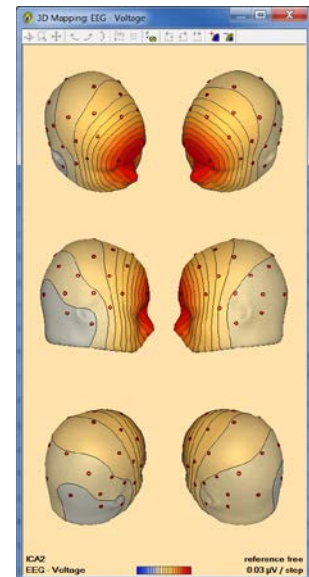 3D Mapping: EEG - Voltage
ICA2
reference free
EEG - Voltage
0.03 µV / step